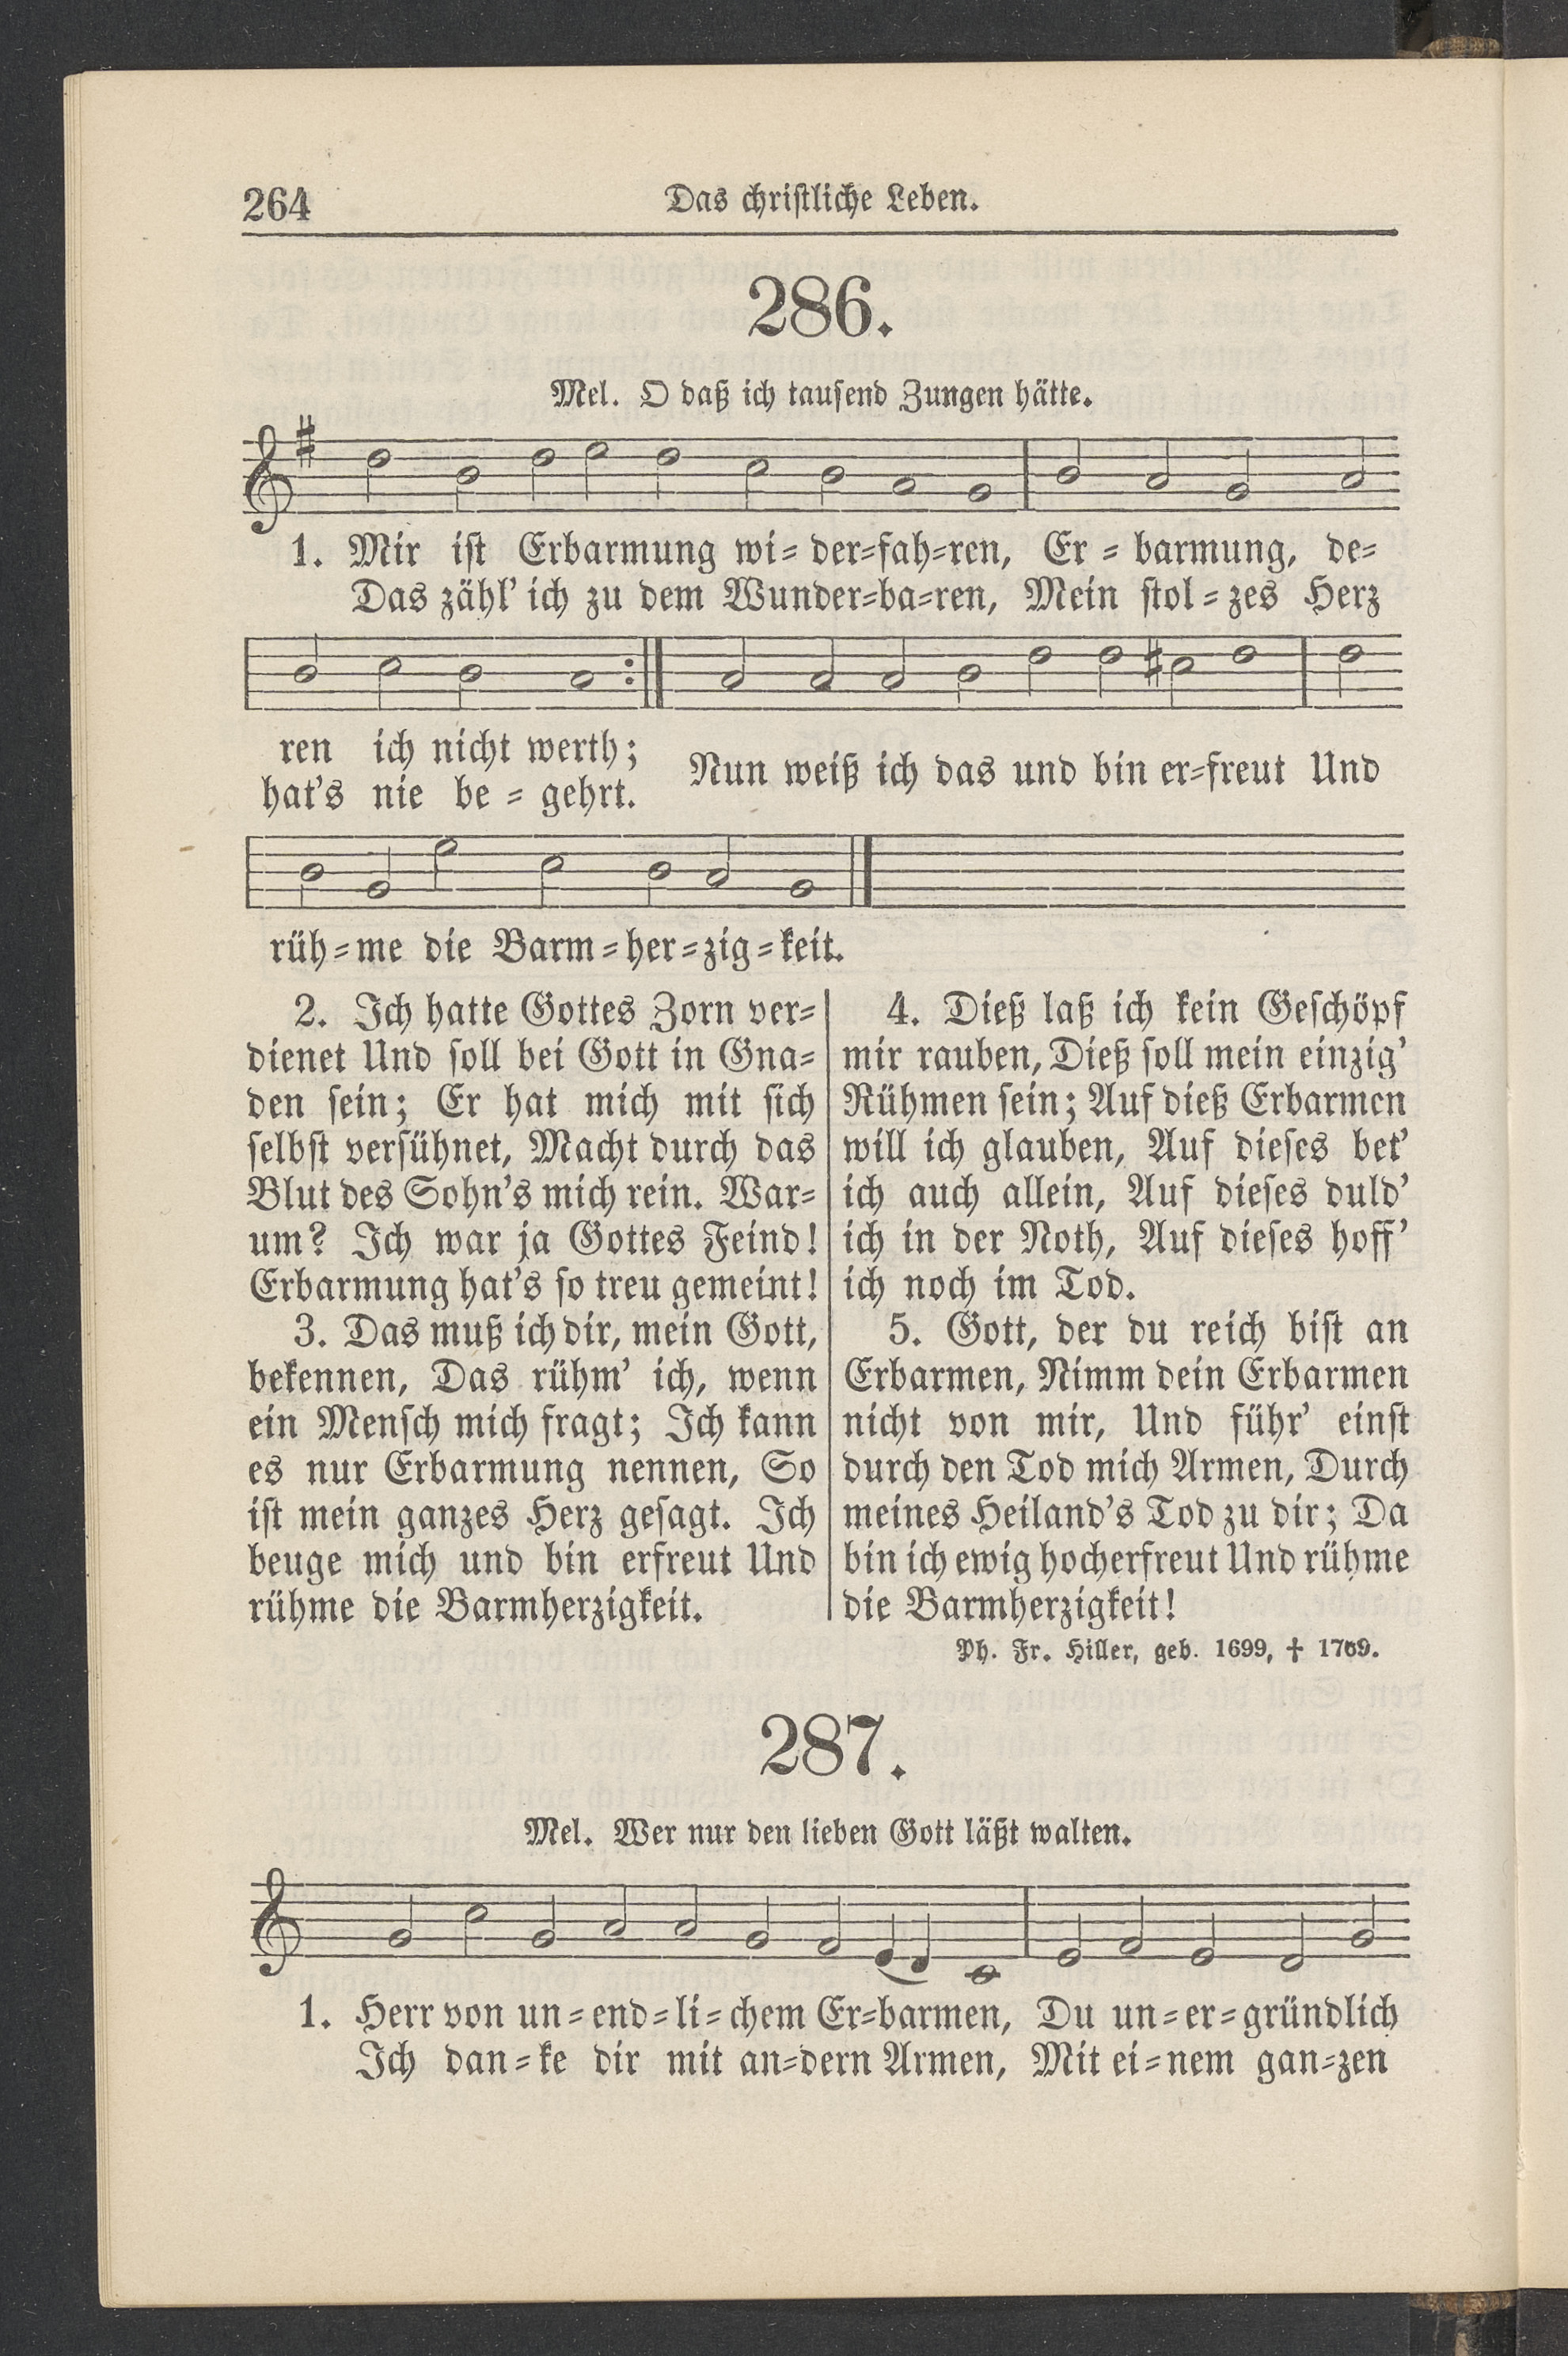 264
Das christliche Leben.
286.
Mel. O daß ich tausend Zungen hätte.
1. Mir ist Erbarmung wi= der=fah=ren, Er = barmung, de=
Das zähl' ich zu dem Wunder=ba=ren, Mein stol = zes Herz
ren ich nicht werth;
hat's nie be = gehrt.
Nun weiß ich das und bin er=freut Und
rüh=me die Barm=her=zig=keit.
2. Ich hatte Gottes Zorn ver=
dienet Und soll bei Gott in Gna=
den sein; Er hat mich mit sich
selbst versühnet, Macht durch das
Blut des Sohn's mich rein. War=
um? Ich war ja Gottes Feind!
Erbarmung hat's so treu gemeint!
3. Das muß ich dir, mein Gott,
bekennen, Das rühm' ich, wenn
ein Mensch mich fragt; Ich kann
es nur Erbarmung nennen, So
ist mein ganzes Herz gesagt. Ich
beuge mich und bin erfreut Und
rühme die Barmherzigkeit.
4. Dieß laß ich kein Geschöpf
mir rauben, Dieß soll mein einzig'
Rühmen sein; Auf dieß Erbarmen
will ich glauben, Auf dieses bet'
ich auch allein, Auf dieses duld'
ich in der Noth, Auf dieses hoff'
ich noch im Tod.
5. Gott, der du reich bist an
Erbarmen, Nimm dein Erbarmen
nicht von mir, Und führ' einst
durch den Tod mich Armen, Durch
meines Heiland's Tod zu dir; Da
bin ich ewig hocherfreut Und rühme
die Barmherzigkeit!
Ph. Fr. Hiller, geb. 1699, † 1769.
287.
Mel. Wer nur den lieben Gott läßt walten.
1. Herr von un=end=li=chem Er=barmen, Du un=er=gründlich
Ich dan=ke dir mit an=dern Armen, Mit ei=nem gan=zen